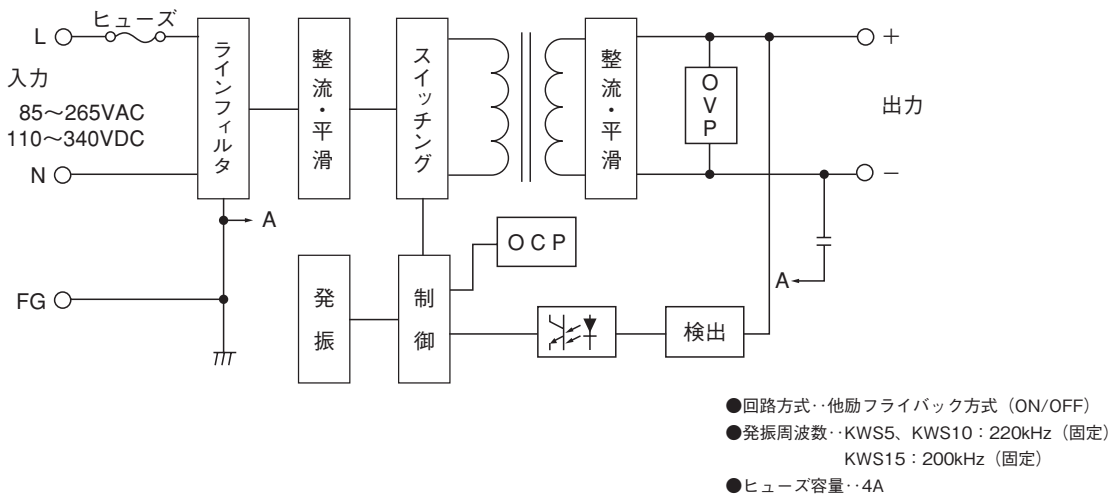 ヒューズ
L
入力
85～265VAC
110～340VDC
N
ラインフィルタ
整流・平滑
スイッチング
整流・平滑
OVP
+
出力
−
A
A
OCP
FG
発振
制御
検出
●回路方式‥他励フライバック方式（ON/OFF）
●発振周波数‥KWS5、KWS10：220kHz（固定）
KWS15：200kHz（固定）
●ヒューズ容量‥4A